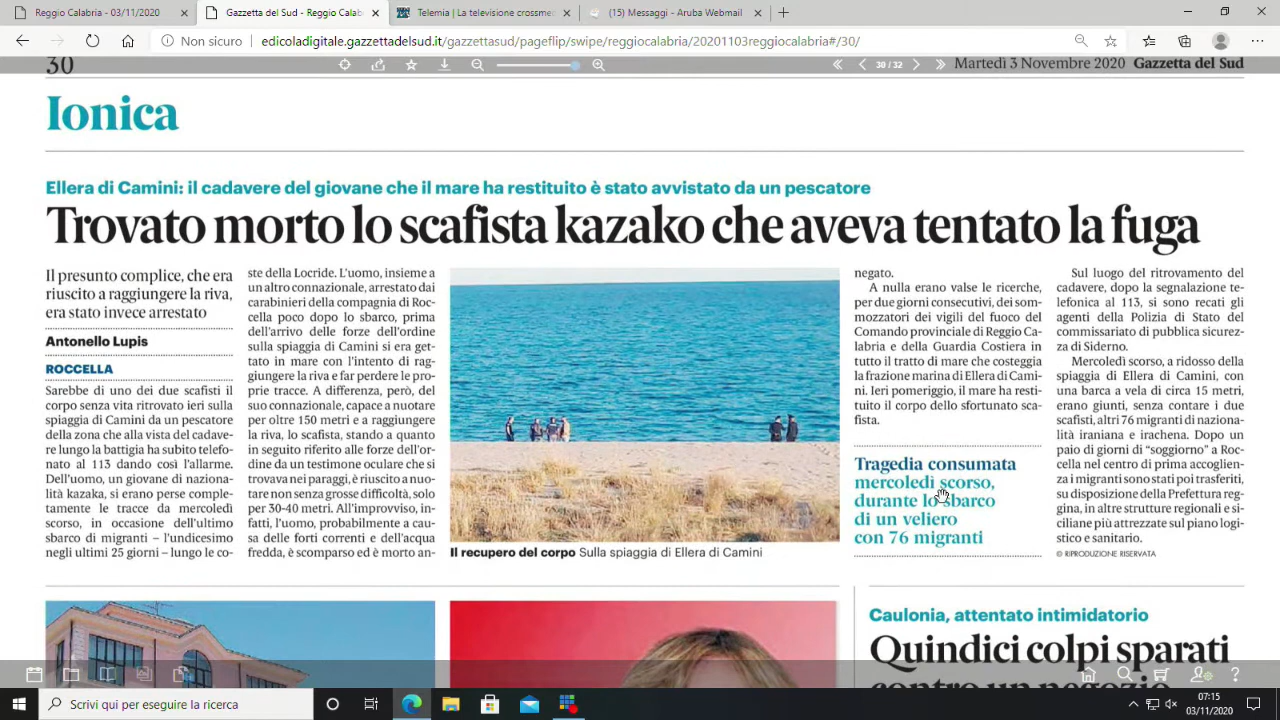 Reggio Calabria - 03/11/2020
Gazzetta del Sud - Reggio Calab
Telemia | La televisione crossmed
(15) Messaggi - Aruba Webmail
Non sicuro
edicoladigitale.gazzettadelsud.it/gazzettasud/pageflip/swipe/reggiocalabria/20201103reggiocalabria#/30/
30
30 / 32
Martedì 3 Novembre 2020 Gazzetta del Sud
Ionica
Ellera di Camini: il cadavere del giovane che il mare ha restituito è stato avvistato da un pescatore
Trovato morto lo scafista kazako che aveva tentato la fuga
Il presunto complice, che era
riuscito a raggiungere la riva,
era stato invece arrestato
Antonello Lupis
ROCCELLA
Sarebbe di uno dei due scafisti il
corpo senza vita ritrovato ieri sulla
spiaggia di Camini da un pescatore
della zona che alla vista del cadave-
re lungo la battigia ha subito telefo-
nato al 113 dando così l'allarme.
Dell'uomo, un giovane di naziona-
lità kazaka, si erano perse comple-
tamente le tracce da mercoledì
scorso, in occasione dell'ultimo
sbarco di migranti – l'undicesimo
negli ultimi 25 giorni – lungo le co-
ste della Locride. L'uomo, insieme a
un altro connazionale, arrestato dai
carabinieri della compagnia di Roc-
cella poco dopo lo sbarco, prima
dell'arrivo delle forze dell'ordine
sulla spiaggia di Camini si era get-
tato in mare con l'intento di rag-
giungere la riva e far perdere le pro-
prie tracce. A differenza, però, del
suo connazionale, capace a nuotare
per oltre 150 metri e a raggiungere
la riva, lo scafista, stando a quanto
in seguito riferito alle forze dell'or-
dine da un testimone oculare che si
trovava nei paraggi, è riuscito a nuo-
tare non senza grosse difficoltà, solo
per 30-40 metri. All'improvviso, in-
fatti, l'uomo, probabilmente a cau-
sa delle forti correnti e dell'acqua
fredda, è scomparso ed è morto an-
Il recupero del corpo Sulla spiaggia di Ellera di Camini
negato.
A nulla erano valse le ricerche,
per due giorni consecutivi, dei som-
mozzatori dei vigili del fuoco del
Comando provinciale di Reggio Ca-
labria e della Guardia Costiera in
tutto il tratto di mare che costeggia
la frazione marina di Ellera di Cami-
ni. Ieri pomeriggio, il mare ha resti-
tuito il corpo dello sfortunato sca-
fista.
Tragedia consumata
mercoledì scorso,
durante lo sbarco
di un veliero
con 76 migranti
Sul luogo del ritrovamento del
cadavere, dopo la segnalazione te-
lefonica al 113, si sono recati gli
agenti della Polizia di Stato del
commissariato di pubblica sicurez-
za di Siderno.
Mercoledì scorso, a ridosso della
spiaggia di Ellera di Camini, con
una barca a vela di circa 15 metri,
erano giunti, senza contare i due
scafisti, altri 76 migranti di naziona-
lità iraniana e irachena. Dopo un
paio di giorni di “soggiorno” a Roc-
cella nel centro di prima accoglien-
za i migranti sono stati poi trasferiti,
su disposizione della Prefettura reg-
gina, in altre strutture regionali e si-
ciliane più attrezzate sul piano logi-
stico e sanitario.
© RIPRODUZIONE RISERVATA
Caulonia, attentato intimidatorio
Quindici colpi sparati
contro un negozio
Scrivi qui per eseguire la ricerca
07:15
03/11/2020